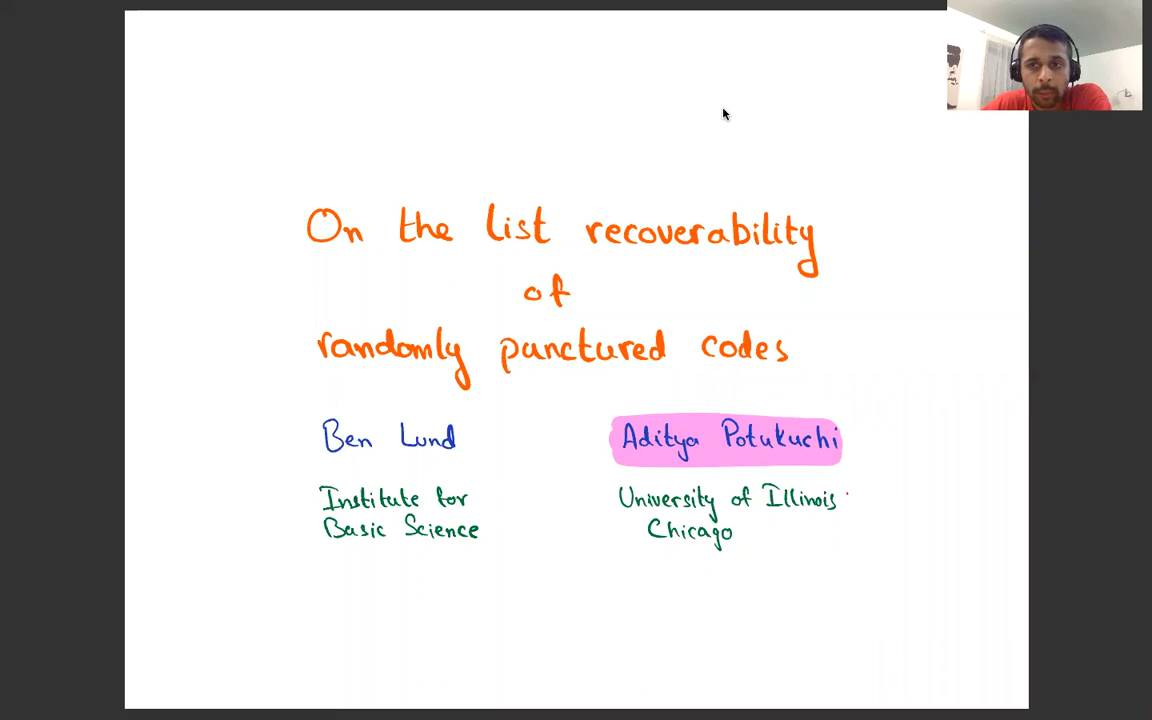 On the list recoverability
of
randomly punctured codes
Ben Lund
Aditya Potukuchi
Institute for
Basic Science
University of Illinois
Chicago